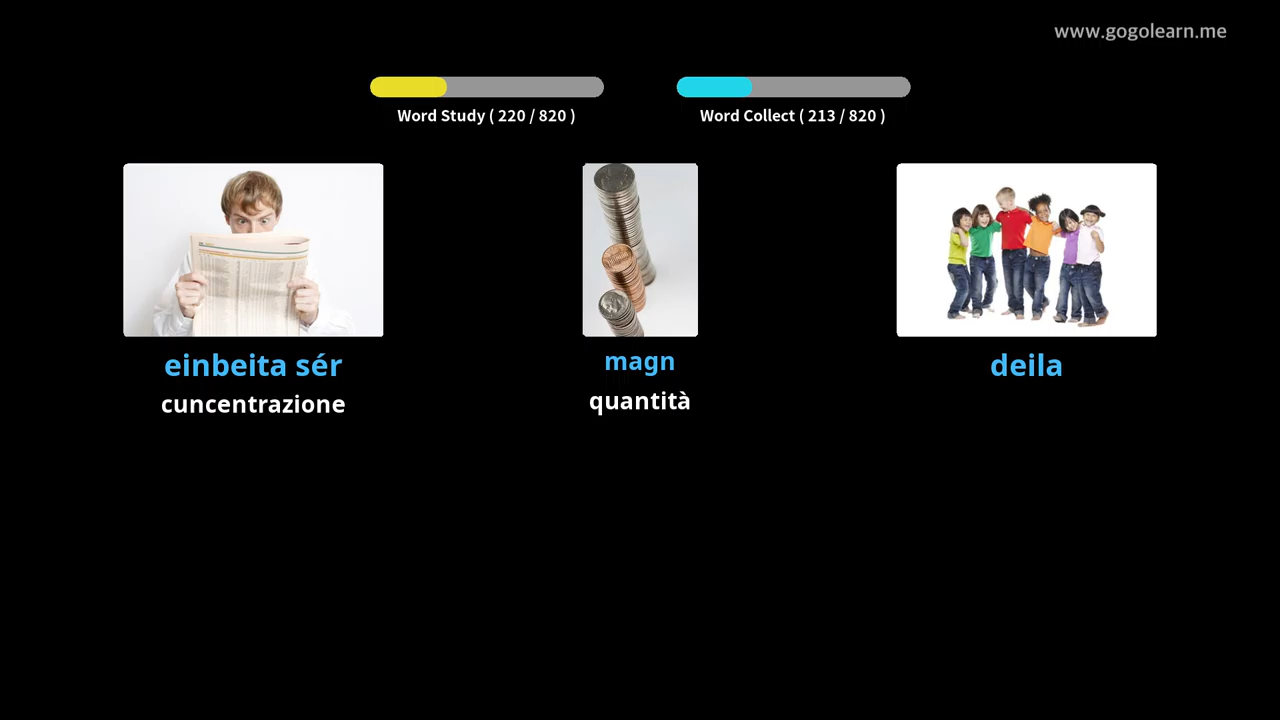 www.gogolearn.me
Word Study ( 220 / 820 )
Word Collect ( 213 / 820 )
einbeita sér
magn
deila
cuncentrazione
quantità